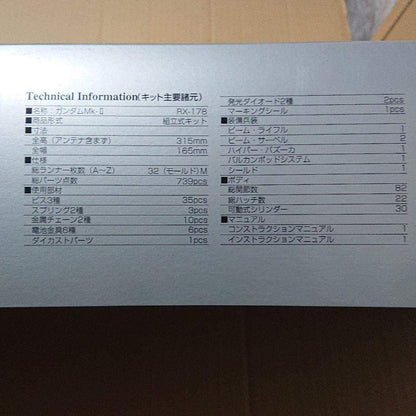 Technical Information(キット主要諸元)
■名称：ガンダムMk-Ⅱ RX-178
■商品形式 組立式キット
■寸法
全高(アンテナ含まず) 315mm
全幅 165mm
■仕様
総ランナー枚数(A～Z) 32(モールド)M
総パーツ点数 739pcs
■使用部材
ビス3種 35pcs
スプリング2種 3pcs
金属チェーン2種 10pcs
電池金具6種 6pcs
ダイカストパーツ 1pcs
発光ダイオード2種 2pcs
マーキングシール 1pcs
■装備兵装
ビーム・ライフル 1
ビーム・サーベル 2
ハイパー・バズーカ 1
バルカンポッドシステム 1
シールド 1
■ボディ
総関節数 82
総ハッチ数 22
可動式シリンダー 30
■マニュアル
コンストラクションマニュアル 1
インストラクションマニュアル 1